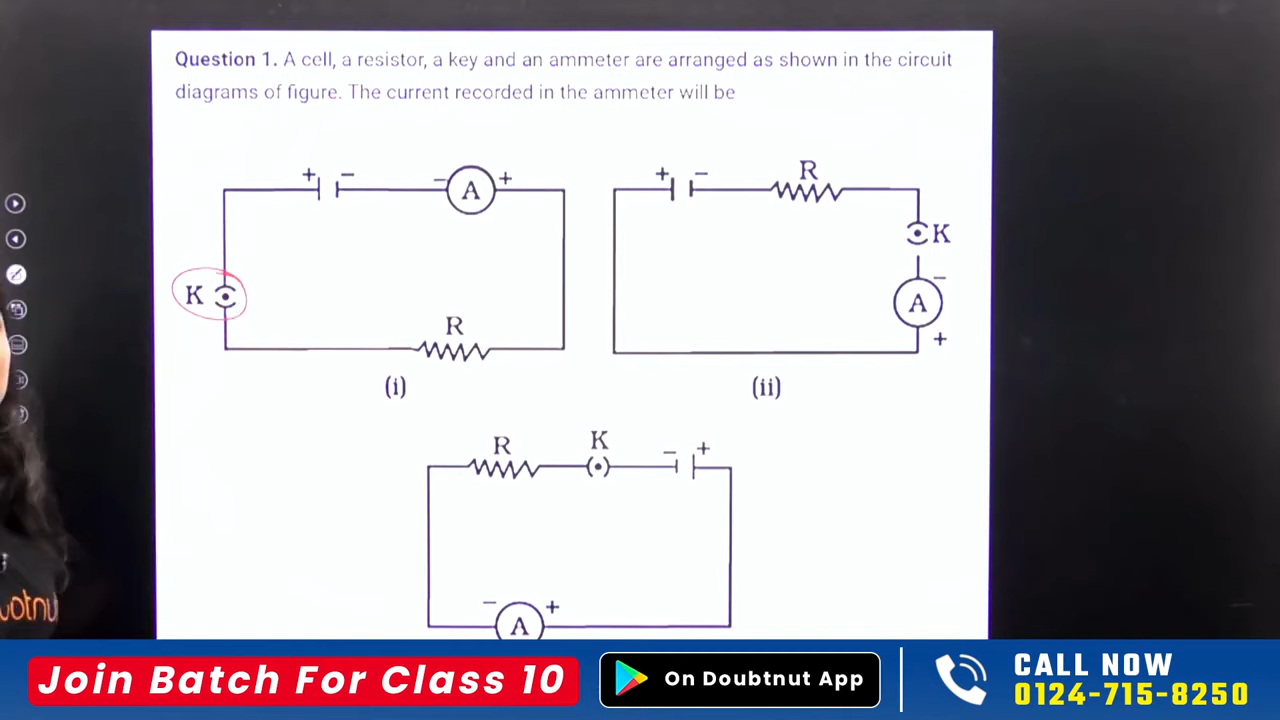 Question 1. A cell, a resistor, a key and an ammeter are arranged as shown in the circuit
diagrams of figure. The current recorded in the ammeter will be
+ − − A +
K
R
(i)
+ − R
K
−
A
+
(ii)
R K − +
− A +
otnu
Join Batch For Class 10
On Doubtnut App
CALL NOW
0124-715-8250